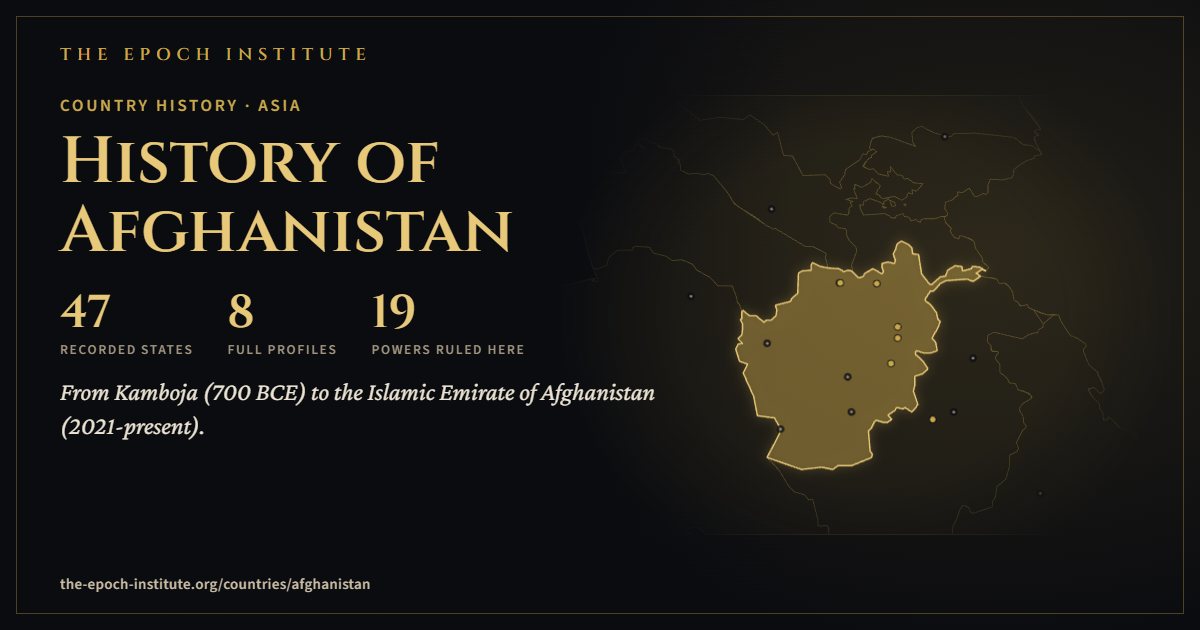 THE EPOCH INSTITUTE
COUNTRY HISTORY · ASIA
HISTORY OF
AFGHANISTAN
47 8 19
RECORDED STATES FULL PROFILES POWERS RULED HERE
From Kamboja (700 BCE) to the Islamic Emirate of Afghanistan
(2021-present).
the-epoch-institute.org/countries/afghanistan